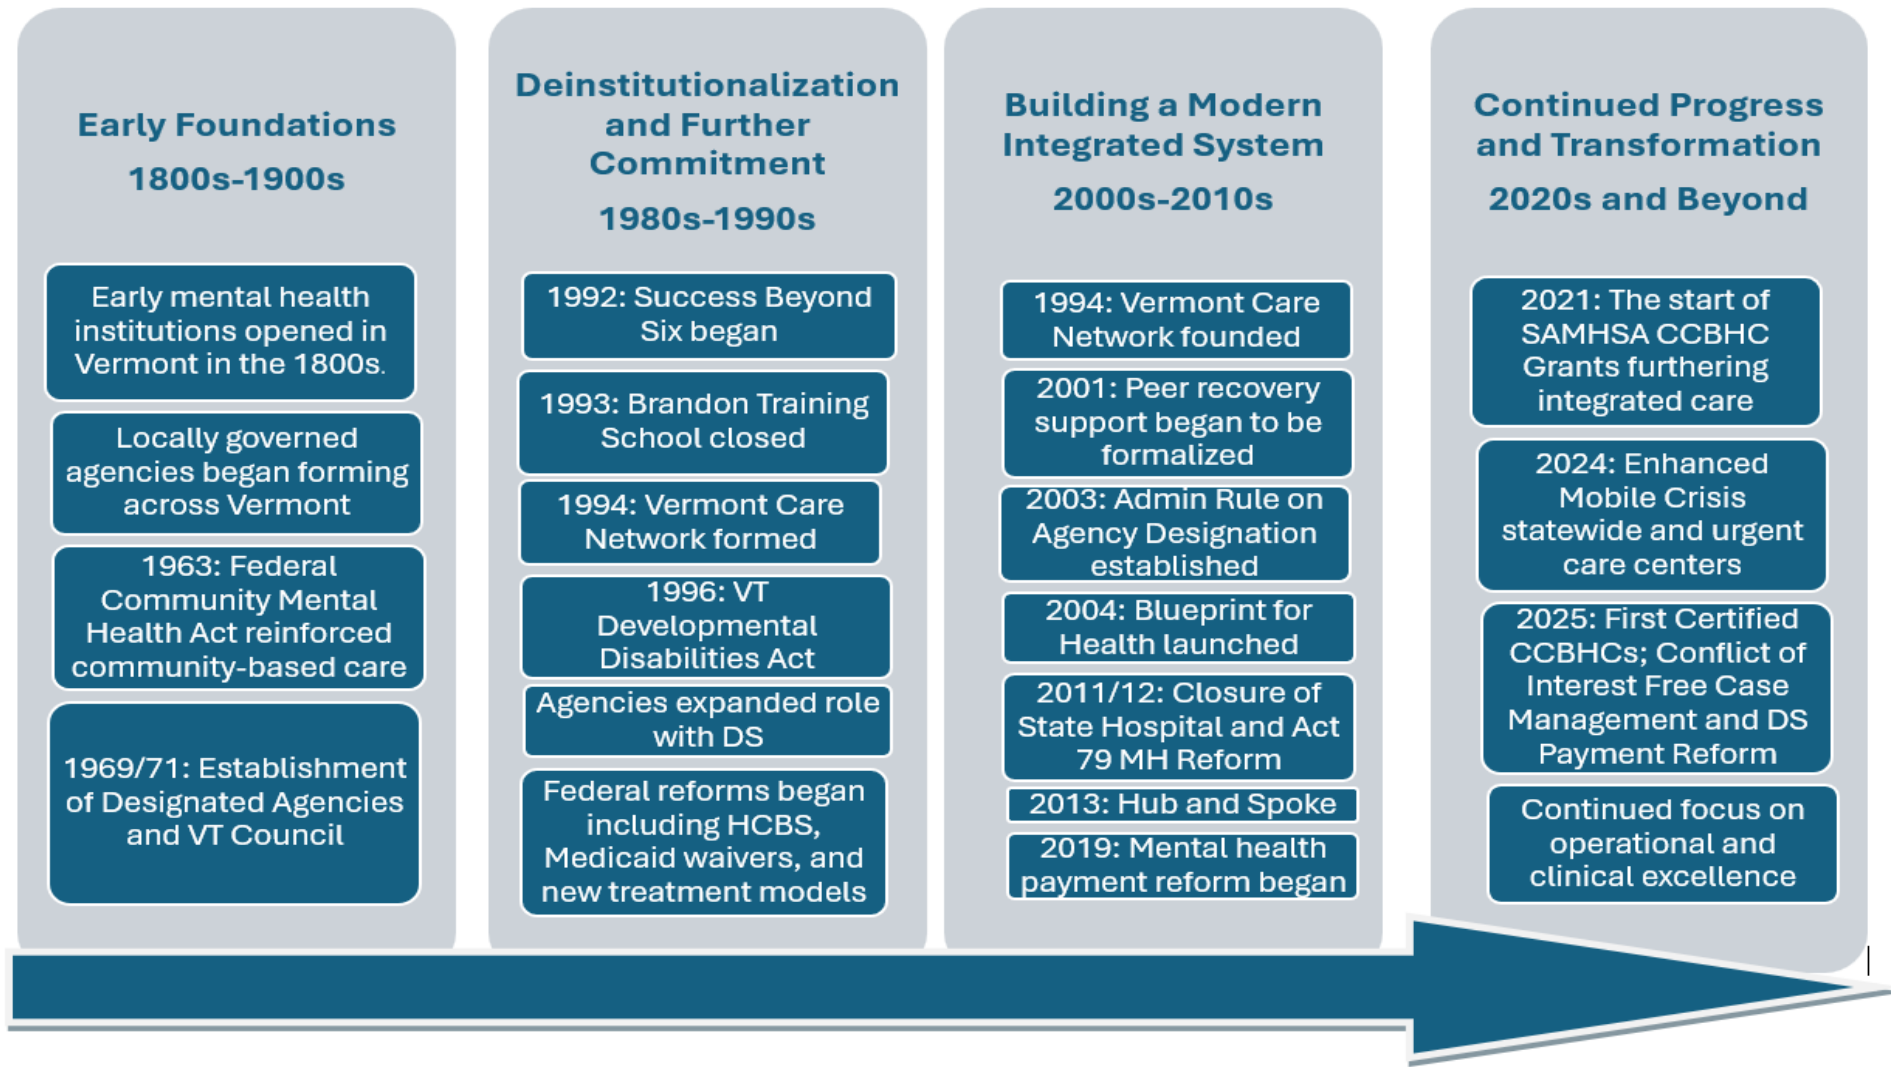 Early Foundations
1800s-1900s
Early mental health
institutions opened in
Vermont in the 1800s.
Locally governed
agencies began forming
across Vermont
1963: Federal
Community Mental
Health Act reinforced
community-based care
1969/71: Establishment
of Designated Agencies
and VT Council
Deinstitutionalization
and Further
Commitment
1980s-1990s
1992: Success Beyond
Six began
1993: Brandon Training
School closed
1994: Vermont Care
Network formed
1996: VT
Developmental
Disabilities Act
Agencies expanded role
with DS
Federal reforms began
including HCBS,
Medicaid waivers, and
new treatment models
Building a Modern
Integrated System
2000s-2010s
1994: Vermont Care
Network founded
2001: Peer recovery
support began to be
formalized
2003: Admin Rule on
Agency Designation
established
2004: Blueprint for
Health launched
2011/12: Closure of
State Hospital and Act
79 MH Reform
2013: Hub and Spoke
2019: Mental health
payment reform began
Continued Progress
and Transformation
2020s and Beyond
2021: The start of
SAMHSA CCBHC
Grants furthering
integrated care
2024: Enhanced
Mobile Crisis
statewide and urgent
care centers
2025: First Certified
CCBHCs; Conflict of
Interest Free Case
Management and DS
Payment Reform
Continued focus on
operational and
clinical excellence